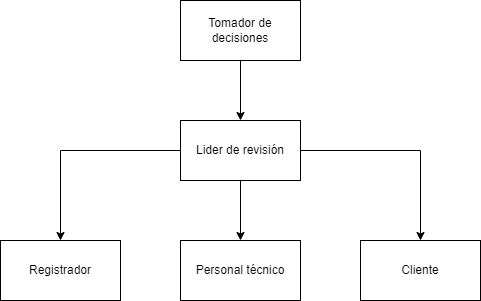 Tomador de
decisiones
Lider de revisión
Registrador
Personal técnico
Cliente